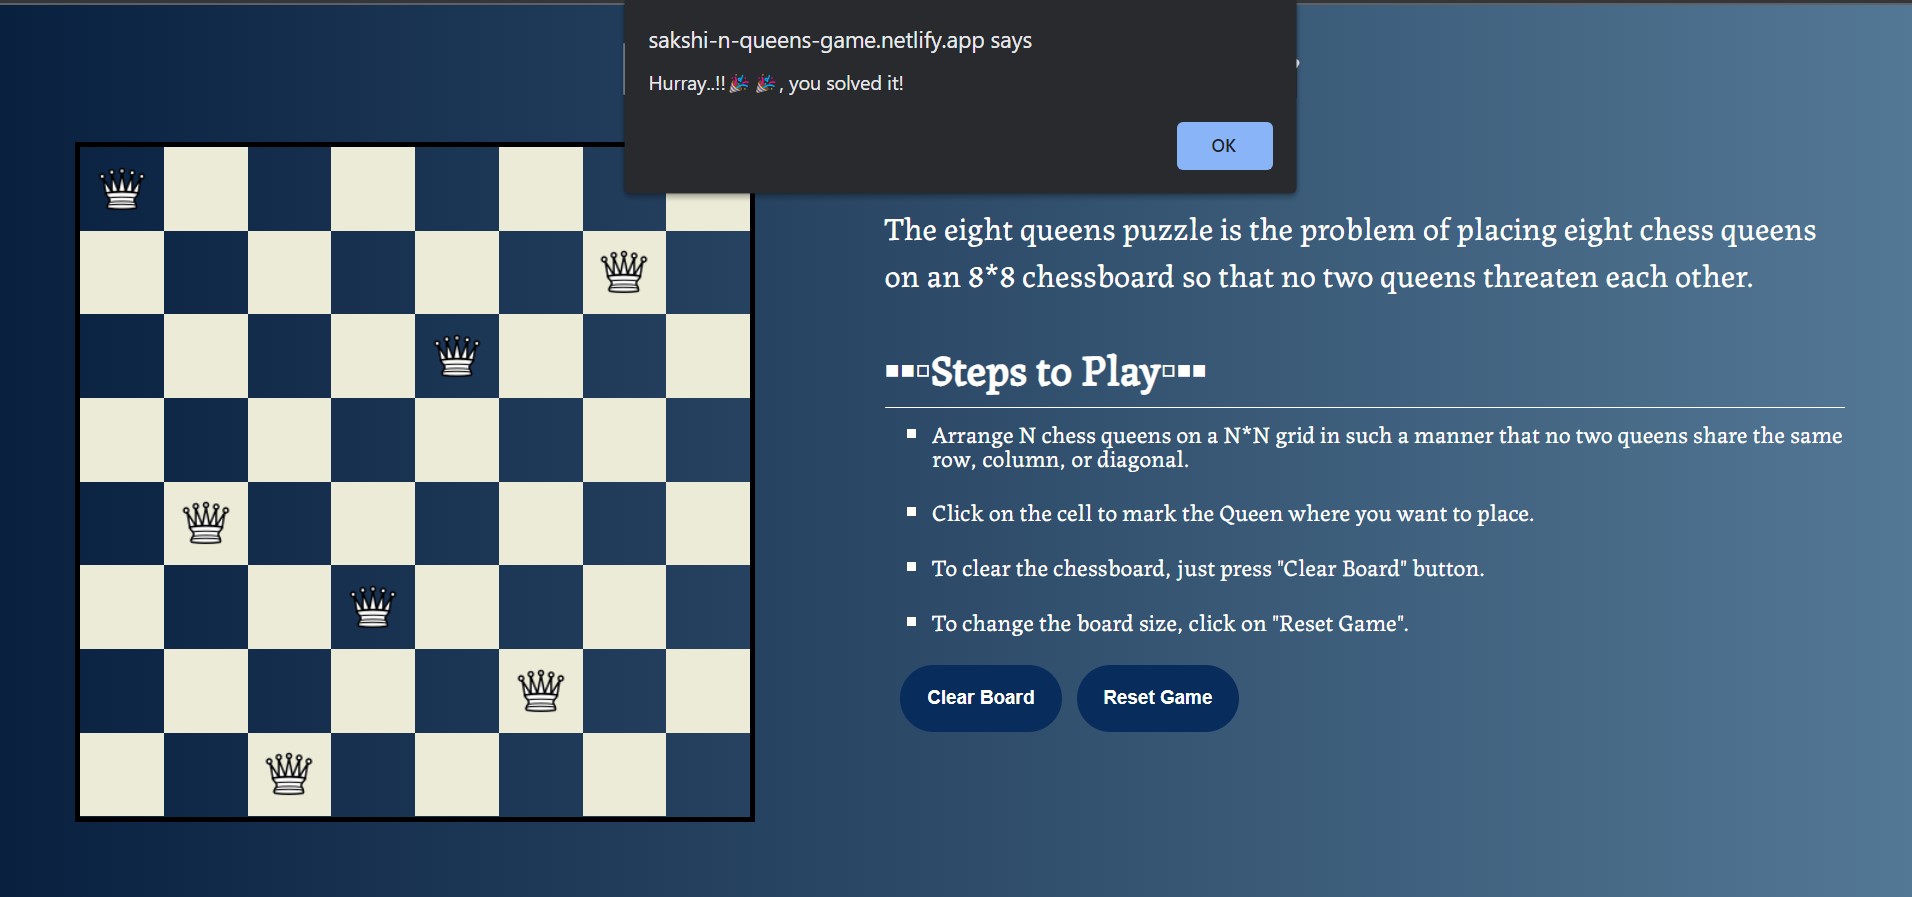 sakshi-n-queens-game.netlify.app says
Hurray..!!🎉 🎉 , you solved it!
OK
The eight queens puzzle is the problem of placing eight chess queens
on an 8*8 chessboard so that no two queens threaten each other.
▪▪▫Steps to Play▫▪▪
Arrange N chess queens on a N*N grid in such a manner that no two queens share the same
row, column, or diagonal.
Click on the cell to mark the Queen where you want to place.
To clear the chessboard, just press "Clear Board" button.
To change the board size, click on "Reset Game".
Clear Board
Reset Game